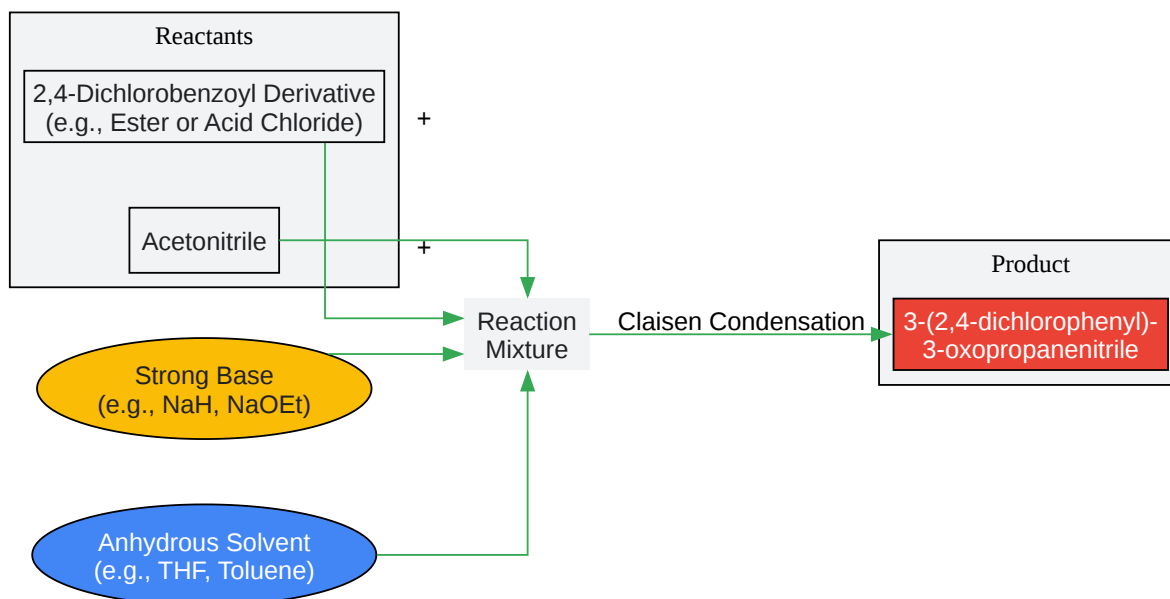 Reactants
2,4-Dichlorobenzoyl Derivative
(e.g., Ester or Acid Chloride)
+
Acetonitrile
+
Product
Reaction
Mixture
Claisen Condensation
3-(2,4-dichlorophenyl)-
3-oxopropanenitrile
Strong Base
(e.g., NaH, NaOEt)
Anhydrous Solvent
(e.g., THF, Toluene)